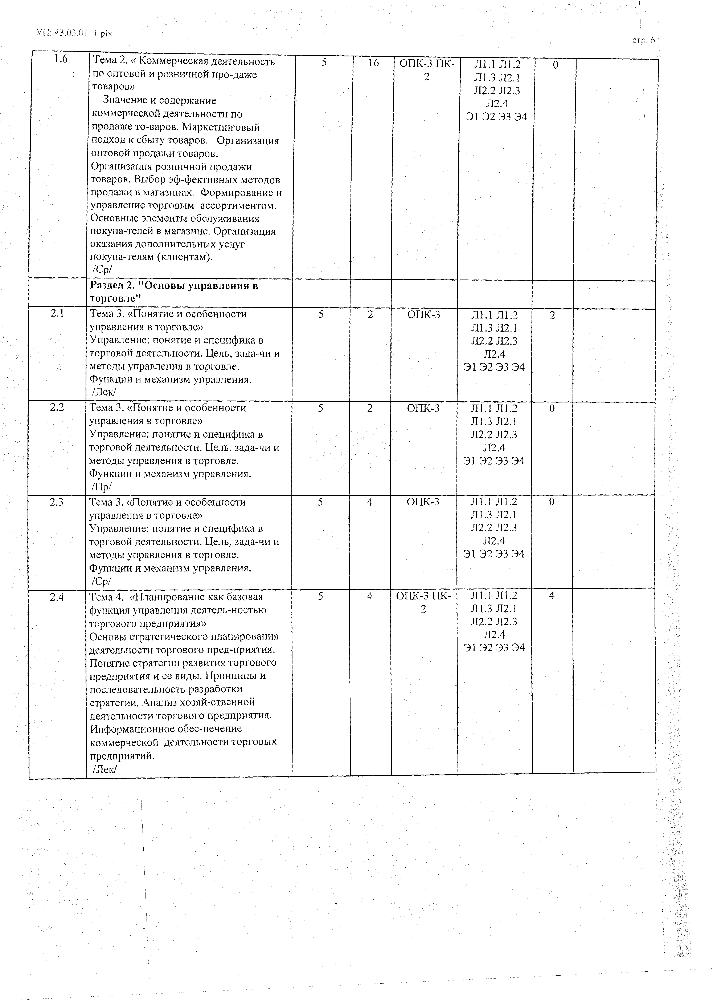 УП: 43.03.01_1.plx
стр. 6
1.6
Тема 2. « Коммерческая деятельность
по оптовой и розничной про-даже
товаров»
Значение и содержание
коммерческой деятельности по
продаже то-варов. Маркетинговый
подход к сбыту товаров. Организация
оптовой продажи товаров.
Организация розничной продажи
товаров. Выбор эф-фективных методов
продажи в магазинах. Формирование и
управление торговым ассортиментом.
Основные элементы обслуживания
покупа-телей в магазине. Организация
оказания дополнительных услуг
покупа-телям (клиентам).
/Ср/
5
16
ОПК-3 ПК-
2
Л1.1 Л1.2
Л1.3 Л2.1
Л2.2 Л2.3
Л2.4
Э1 Э2 Э3 Э4
0
Раздел 2. "Основы управления в
торговле"
2.1
Тема 3. «Понятие и особенности
управления в торговле»
Управление: понятие и специфика в
торговой деятельности. Цель, зада-чи и
методы управления в торговле.
Функции и механизм управления.
/Лек/
5
2
ОПК-3
Л1.1 Л1.2
Л1.3 Л2.1
Л2.2 Л2.3
Л2.4
Э1 Э2 Э3 Э4
2
2.2
Тема 3. «Понятие и особенности
управления в торговле»
Управление: понятие и специфика в
торговой деятельности. Цель, зада-чи и
методы управления в торговле.
Функции и механизм управления.
/Пр/
5
2
ОПК-3
Л1.1 Л1.2
Л1.3 Л2.1
Л2.2 Л2.3
Л2.4
Э1 Э2 Э3 Э4
0
2.3
Тема 3. «Понятие и особенности
управления в торговле»
Управление: понятие и специфика в
торговой деятельности. Цель, зада-чи и
методы управления в торговле.
Функции и механизм управления.
/Ср/
5
4
ОПК-3
Л1.1 Л1.2
Л1.3 Л2.1
Л2.2 Л2.3
Л2.4
Э1 Э2 Э3 Э4
0
2.4
Тема 4. «Планирование как базовая
функция управления деятель-ностью
торгового предприятия»
Основы стратегического планирования
деятельности торгового пред-приятия.
Понятие стратегии развития торгового
предприятия и ее виды. Принципы и
последовательность разработки
стратегии. Анализ хозяй-ственной
деятельности торгового предприятия.
Информационное обес-печение
коммерческой деятельности торговых
предприятий.
/Лек/
5
4
ОПК-3 ПК-
2
Л1.1 Л1.2
Л1.3 Л2.1
Л2.2 Л2.3
Л2.4
Э1 Э2 Э3 Э4
4